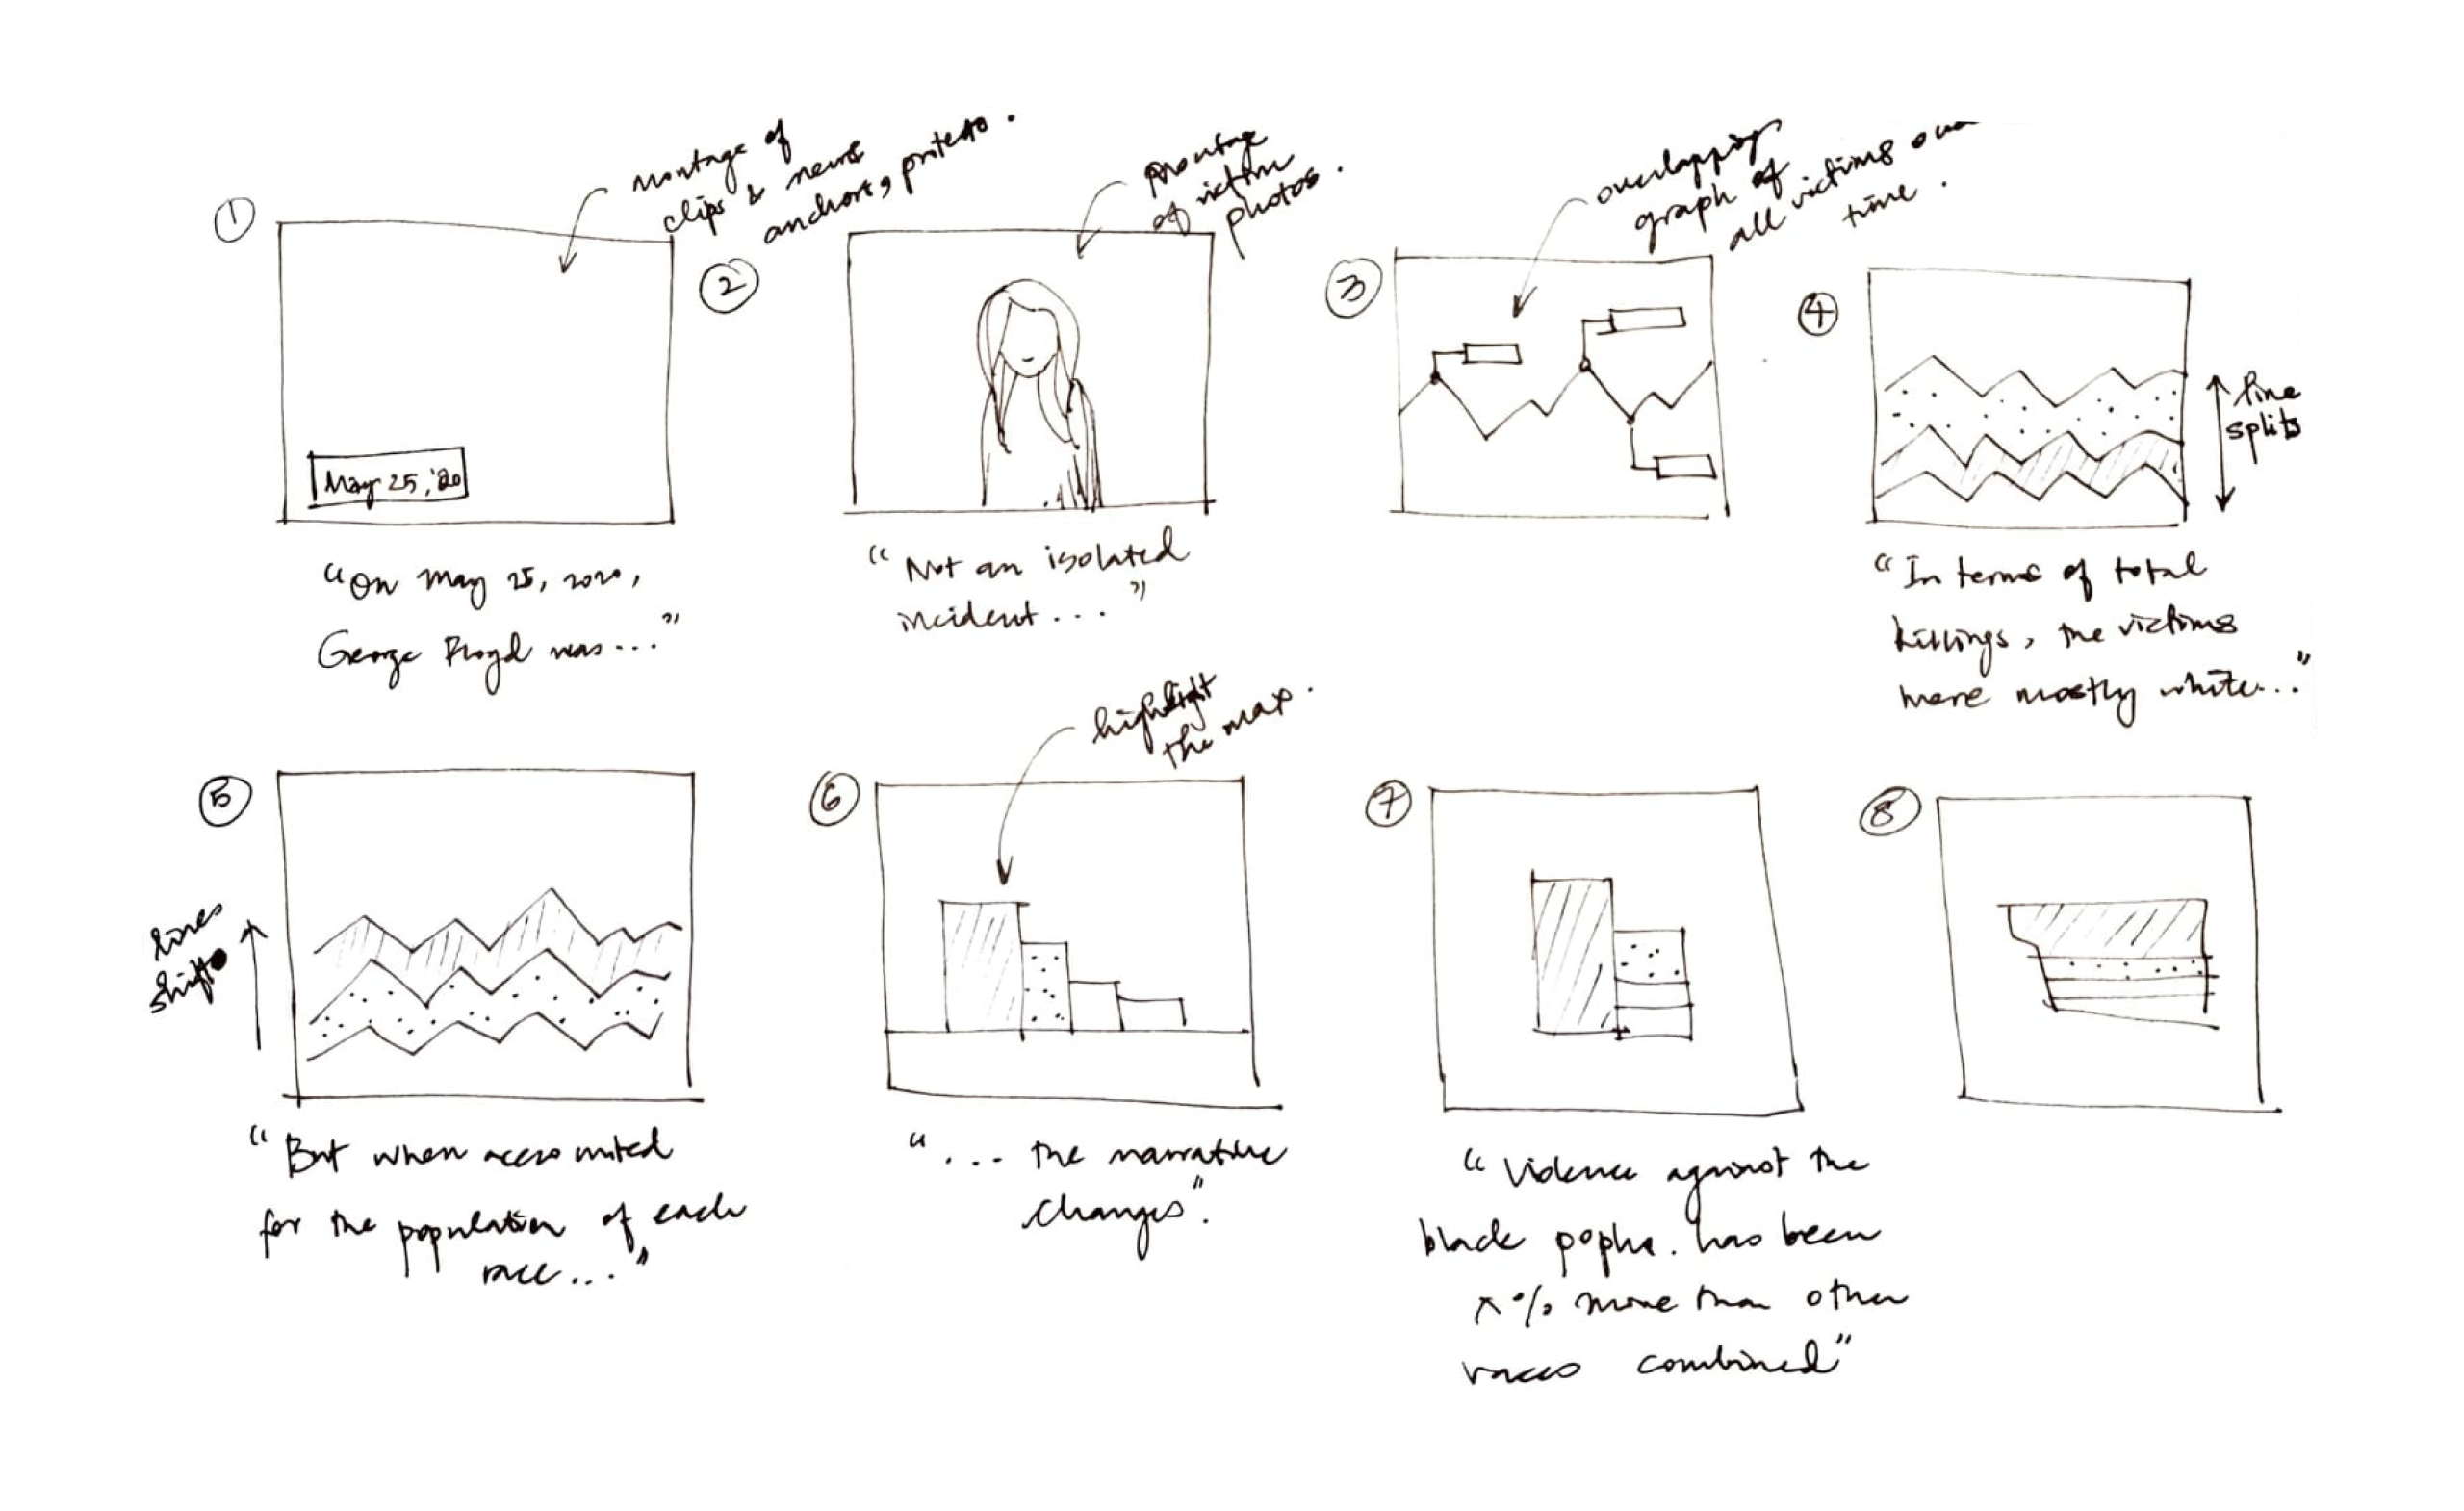 ①
montage of
clips & news
anchors, protests.
May 25, '20
"On May 25, 2020,
George Floyd was..."
②
montage
of victim
photos.
"Not an isolated
incident..."
③
overlapping
graph of
all victims over
time.
④
line
splits
"In terms of total
killings, the victims
were mostly white..."
⑤
lines
shift
"But when accounted
for the population of each
race..."
⑥
highlight
the max.
"... the narrative
changes".
⑦
"Violence against the
black popln. has been
x% more than other
races combined"
⑧